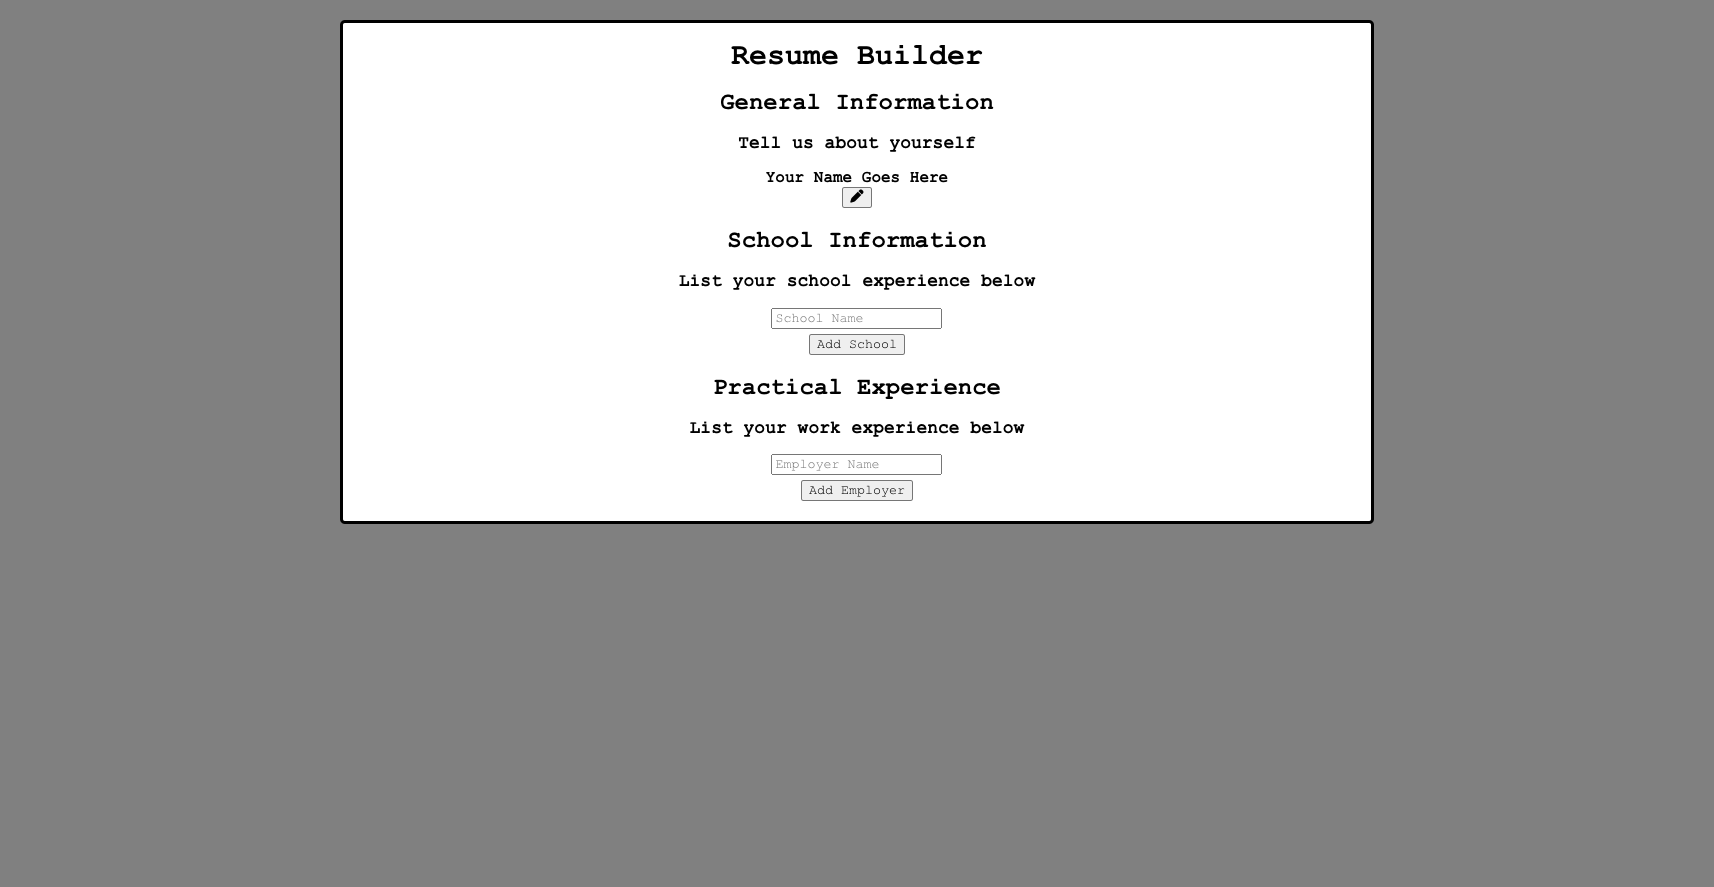 Resume Builder
General Information
Tell us about yourself
Your Name Goes Here
School Information
List your school experience below
School Name
Add School
Practical Experience
List your work experience below
Employer Name
Add Employer